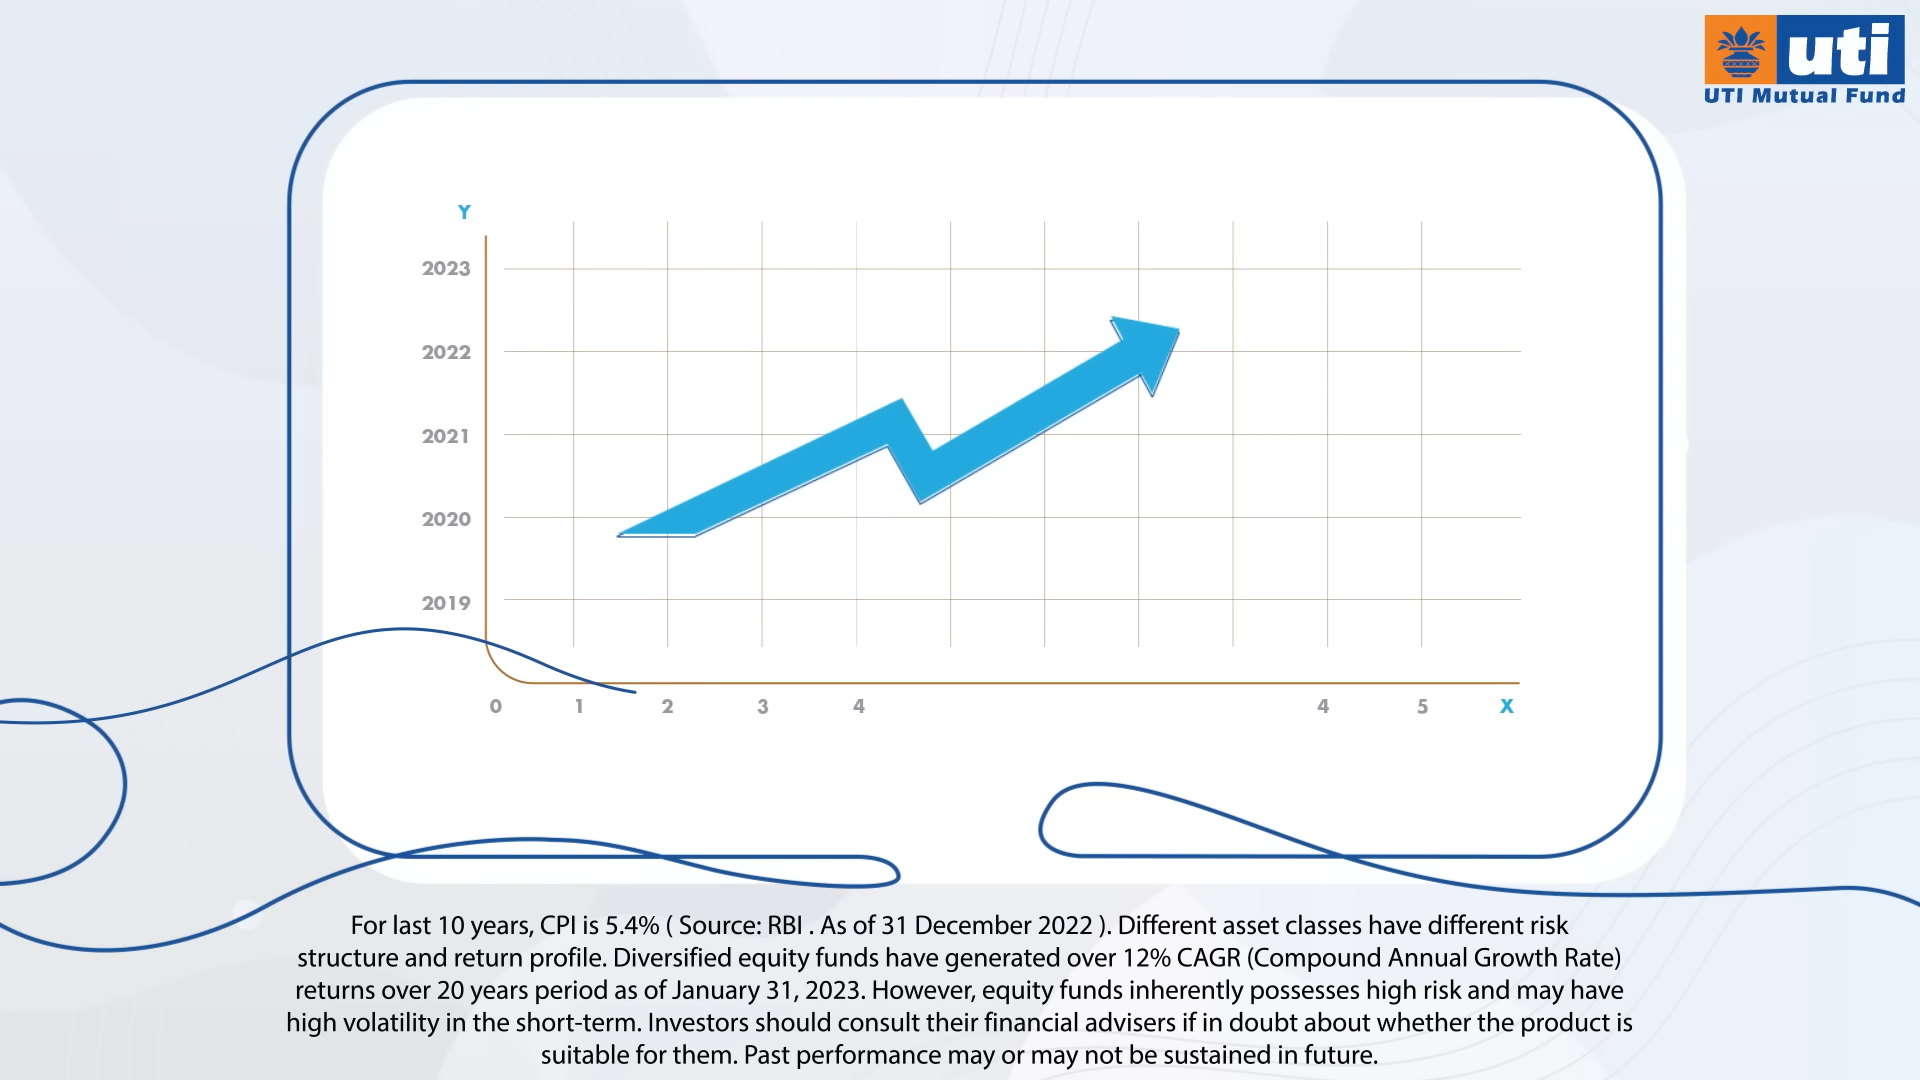 uti
UTI Mutual Fund
Y
2023
2022
2021
2020
2019
0 1 2 3 4 4 5 X
For last 10 years, CPI is 5.4% ( Source: RBI . As of 31 December 2022 ). Different asset classes have different risk
structure and return profile. Diversified equity funds have generated over 12% CAGR (Compound Annual Growth Rate)
returns over 20 years period as of January 31, 2023. However, equity funds inherently possesses high risk and may have
high volatility in the short-term. Investors should consult their financial advisers if in doubt about whether the product is
suitable for them. Past performance may or may not be sustained in future.